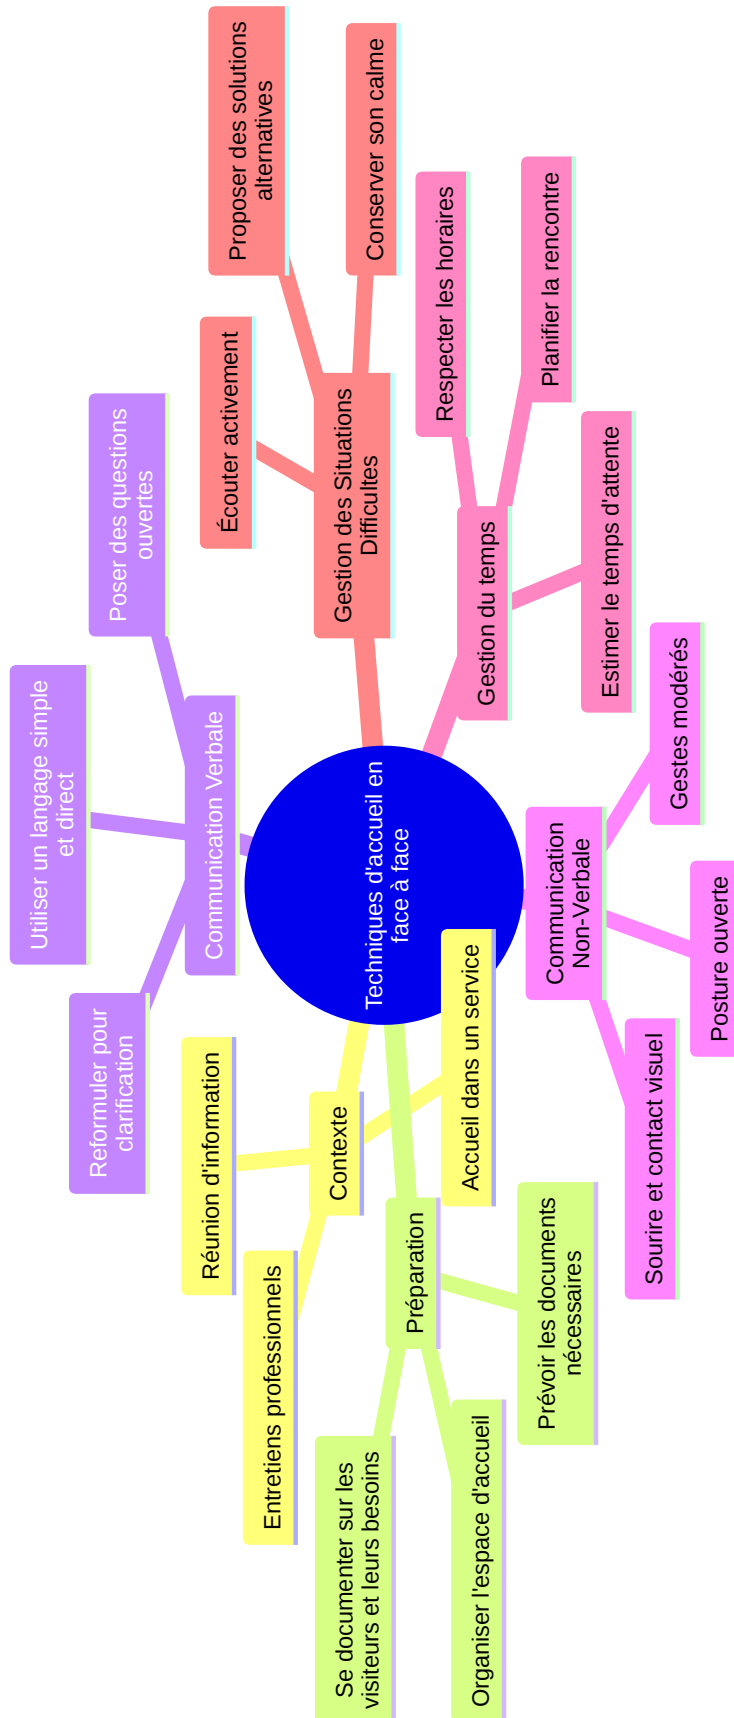 Techniques d'accueil en
face à face
Contexte
Entretiens professionnels
Réunion d'information
Accueil dans un service
Préparation
Se documenter sur les
visiteurs et leurs besoins
Organiser l'espace d'accueil
Prévoir les documents
nécessaires
Communication
Non-Verbale
Sourire et contact visuel
Posture ouverte
Gestes modérés
Communication Verbale
Reformuler pour
clarification
Utiliser un langage simple
et direct
Poser des questions
ouvertes
Gestion des Situations
Difficultes
Écouter activement
Proposer des solutions
alternatives
Conserver son calme
Gestion du temps
Respecter les horaires
Planifier la rencontre
Estimer le temps d'attente